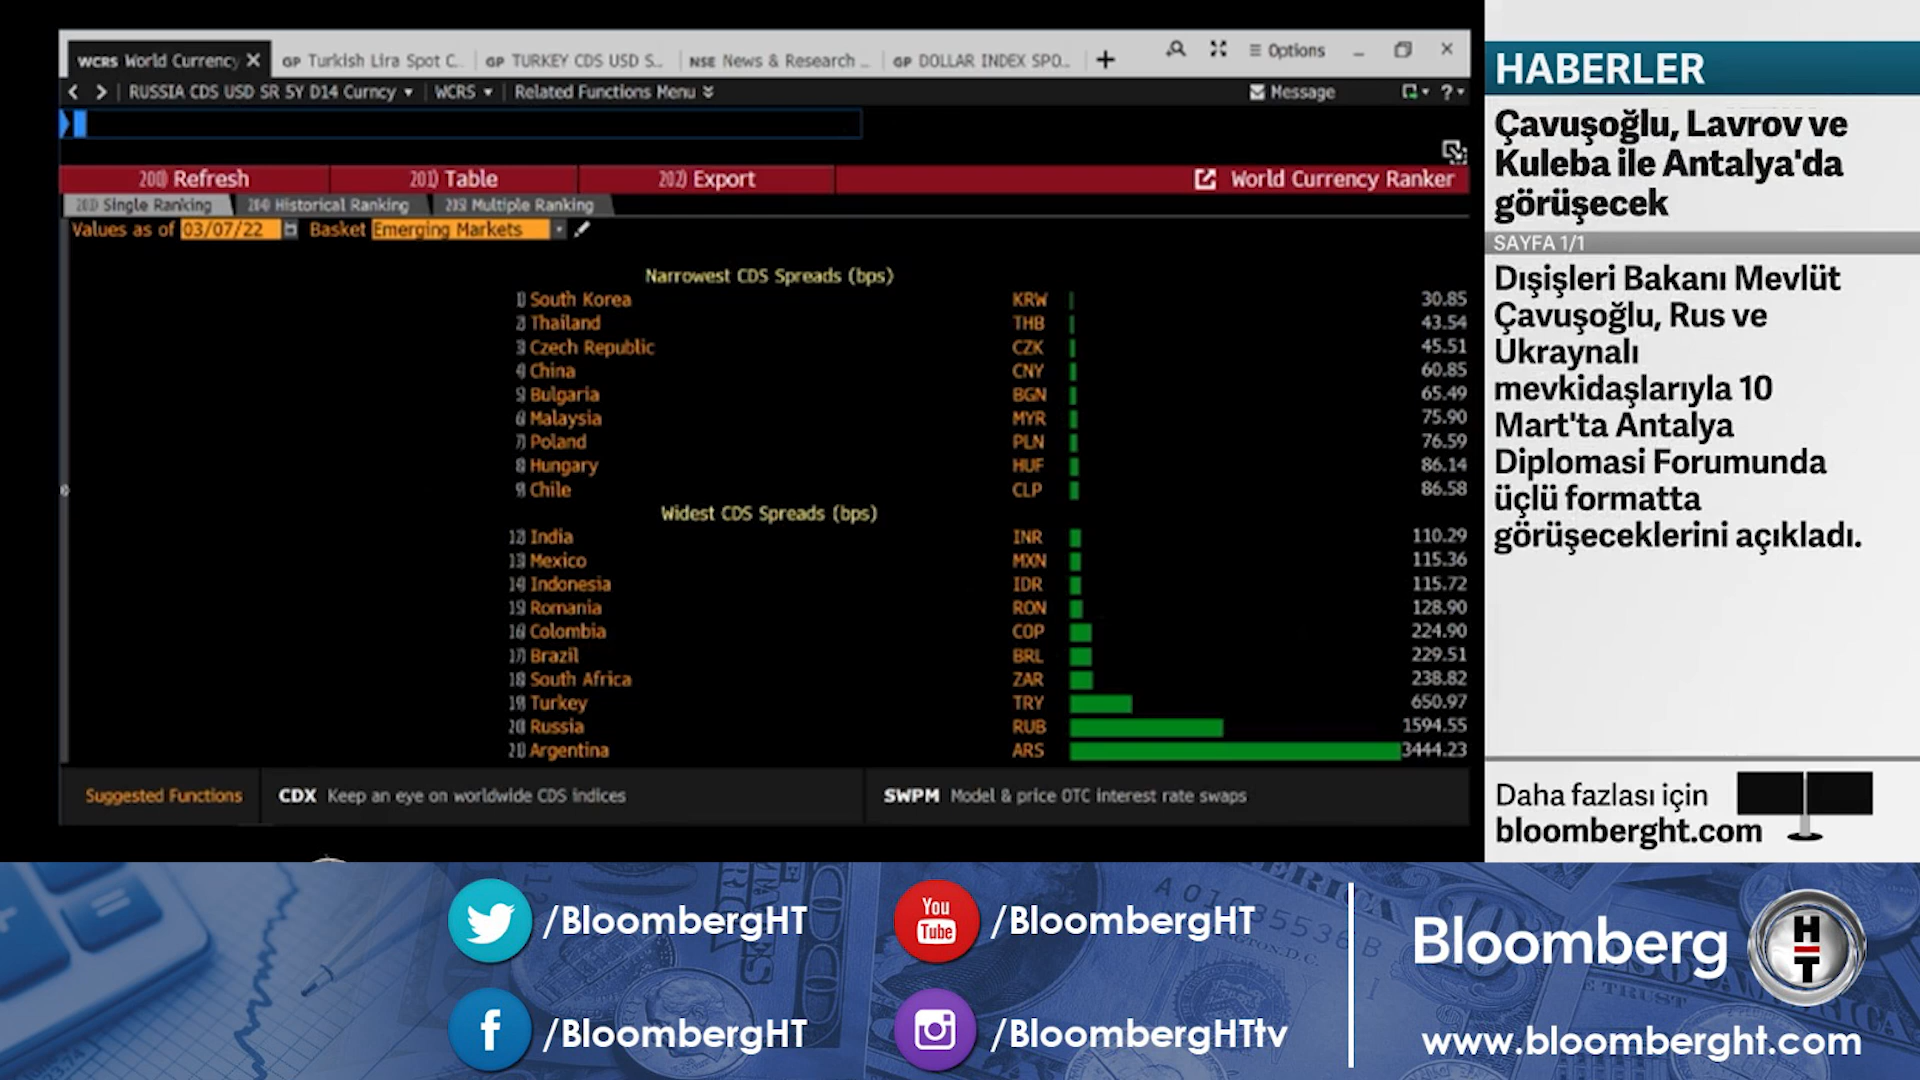 WCRS World Currency
GP Turkish Lira Spot C..
GP TURKEY CDS USD S..
NSE News & Research ..
GP DOLLAR INDEX SPO..
Options
RUSSIA CDS USD SR 5Y D14 Curncy
WCRS
Related Functions Menu
Message
200) Refresh
201) Table
202) Export
World Currency Ranker
203) Single Ranking
204) Historical Ranking
205) Multiple Ranking
Values as of 03/07/22
Basket Emerging Markets
Narrowest CDS Spreads (bps)
1) South Korea KRW 30.85
2) Thailand THB 43.54
3) Czech Republic CZK 45.51
4) China CNY 60.85
5) Bulgaria BGN 65.49
6) Malaysia MYR 75.90
7) Poland PLN 76.59
8) Hungary HUF 86.14
9) Chile CLP 86.58
Widest CDS Spreads (bps)
12) India INR 110.29
13) Mexico MXN 115.36
14) Indonesia IDR 115.72
15) Romania RON 128.90
16) Colombia COP 224.90
17) Brazil BRL 229.51
18) South Africa ZAR 238.82
19) Turkey TRY 650.97
20) Russia RUB 1594.55
21) Argentina ARS 3444.23
Suggested Functions
CDX Keep an eye on worldwide CDS indices
SWPM Model & price OTC interest rate swaps
HABERLER
Çavuşoğlu, Lavrov ve
Kuleba ile Antalya'da
görüşecek
SAYFA 1/1
Dışişleri Bakanı Mevlüt
Çavuşoğlu, Rus ve
Ukraynalı
mevkidaşlarıyla 10
Mart'ta Antalya
Diplomasi Forumunda
üçlü formatta
görüşeceklerini açıkladı.
Daha fazlası için
bloomberght.com
/BloombergHT
You Tube /BloombergHT
/BloombergHT
/BloombergHTtv
Bloomberg HT
www.bloomberght.com